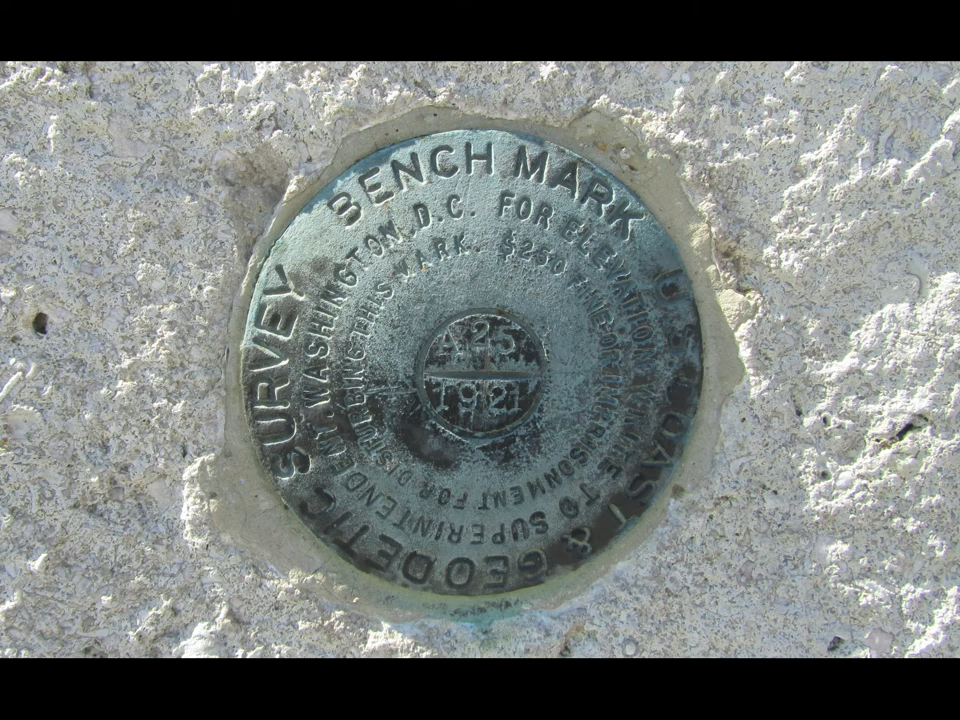 BENCH MARK
U.S. COAST & GEODETIC SURVEY
FOR ELEVATION WRITE TO SUPERINTENDENT. WASHINGTON, D.C.
$250 FINE OR IMPRISONMENT FOR DISTURBING THIS MARK.
A 25
1921